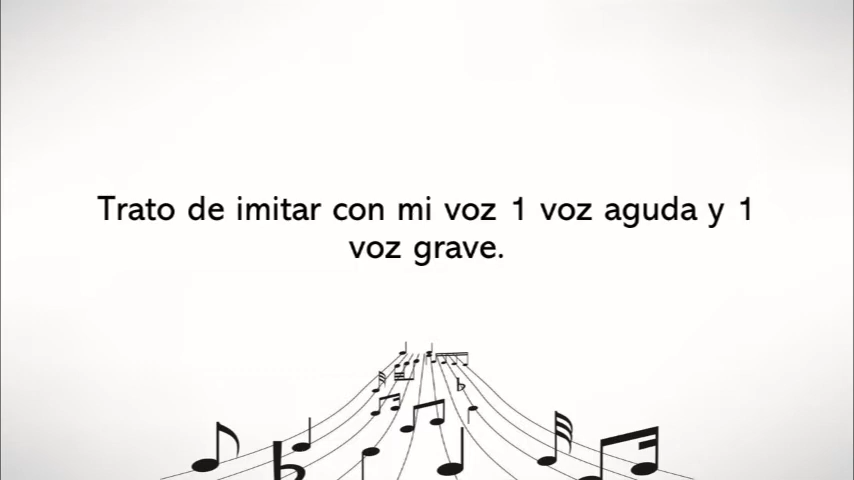 Trato de imitar con mi voz 1 voz aguda y 1
voz grave.